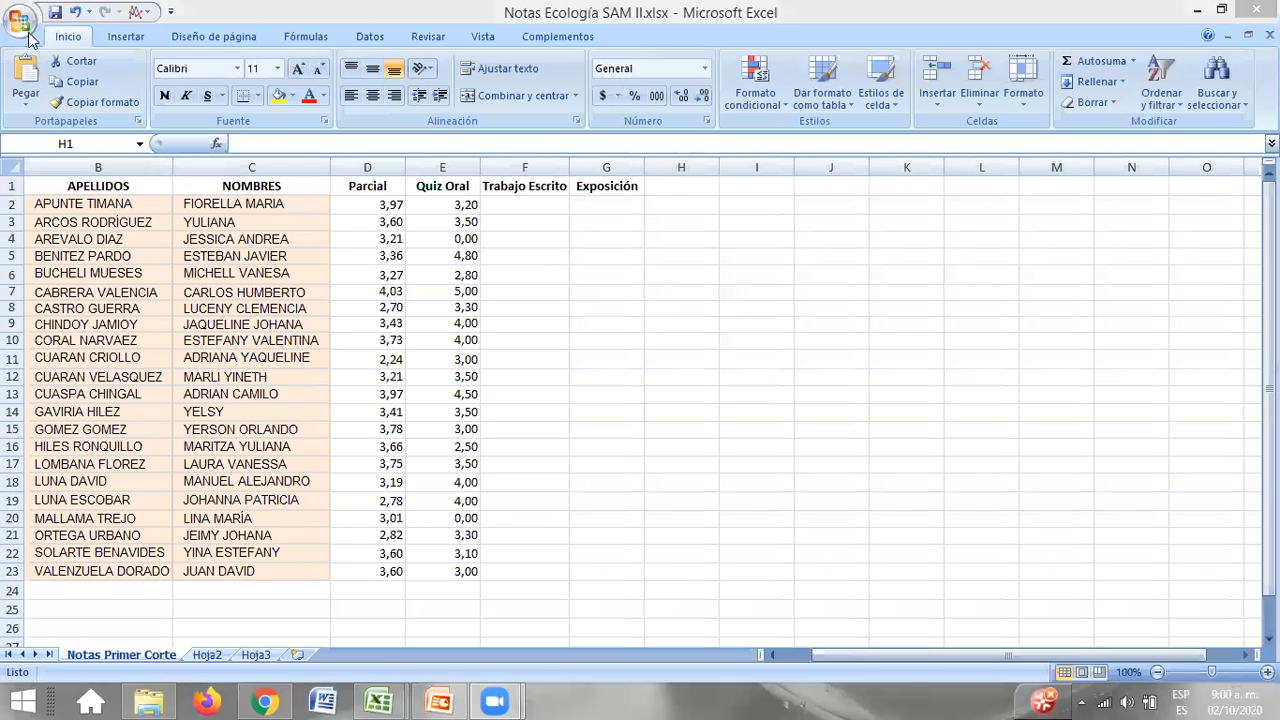 Notas Ecología SAM II.xlsx - Microsoft Excel
Inicio Insertar Diseño de página Fórmulas Datos Revisar Vista Complementos
Pegar Cortar Calibri 11 Ajustar texto General Formato condicional Dar formato como tabla Estilos de celda Insertar Eliminar Formato Autosuma Ordenar y filtrar Buscar y seleccionar
Copiar N K S Combinar y centrar $ % 000 Rellenar
Copiar formato Borrar
Portapapeles Fuente Alineación Número Estilos Celdas Modificar
H1 fx
B C D E F G H I J K L M N O
1 APELLIDOS NOMBRES Parcial Quiz Oral Trabajo Escrito Exposición
2 APUNTE TIMANA FIORELLA MARIA 3,97 3,20
3 ARCOS RODRÍGUEZ YULIANA 3,60 3,50
4 AREVALO DIAZ JESSICA ANDREA 3,21 0,00
5 BENITEZ PARDO ESTEBAN JAVIER 3,36 4,80
6 BUCHELI MUESES MICHELL VANESA 3,27 2,80
7 CABRERA VALENCIA CARLOS HUMBERTO 4,03 5,00
8 CASTRO GUERRA LUCENY CLEMENCIA 2,70 3,30
9 CHINDOY JAMIOY JAQUELINE JOHANA 3,43 4,00
10 CORAL NARVAEZ ESTEFANY VALENTINA 3,73 4,00
11 CUARAN CRIOLLO ADRIANA YAQUELINE 2,24 3,00
12 CUARAN VELASQUEZ MARLI YINETH 3,21 3,50
13 CUASPA CHINGAL ADRIAN CAMILO 3,97 4,50
14 GAVIRIA HILEZ YELSY 3,41 3,50
15 GOMEZ GOMEZ YERSON ORLANDO 3,78 3,00
16 HILES RONQUILLO MARITZA YULIANA 3,66 2,50
17 LOMBANA FLOREZ LAURA VANESSA 3,75 3,50
18 LUNA DAVID MANUEL ALEJANDRO 3,19 4,00
19 LUNA ESCOBAR JOHANNA PATRICIA 2,78 4,00
20 MALLAMA TREJO LINA MARÍA 3,01 0,00
21 ORTEGA URBANO JEIMY JOHANA 2,82 3,30
22 SOLARTE BENAVIDES YINA ESTEFANY 3,60 3,10
23 VALENZUELA DORADO JUAN DAVID 3,60 3,00
24
25
26
27
Notas Primer Corte Hoja2 Hoja3
Listo 100%
ESP 9:00 a. m.
ES 02/10/2020